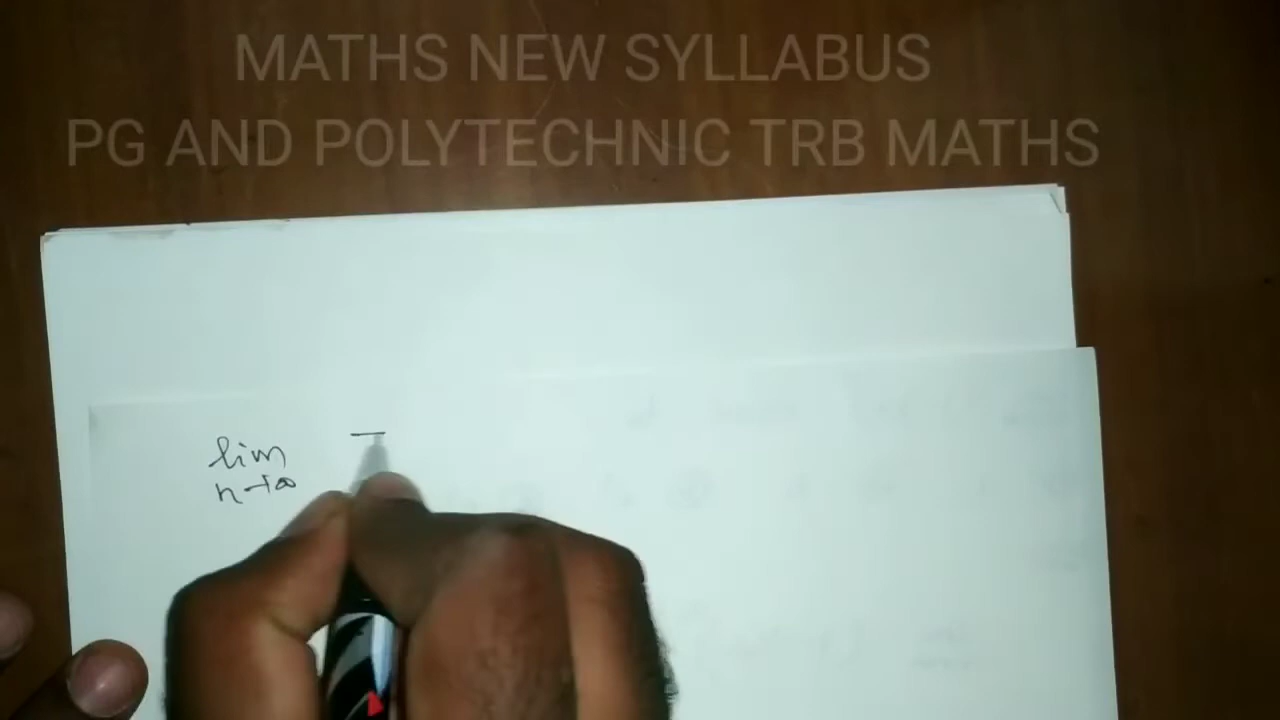 MATHS NEW SYLLABUS
PG AND POLYTECHNIC TRB MATHS
lim
n→∞